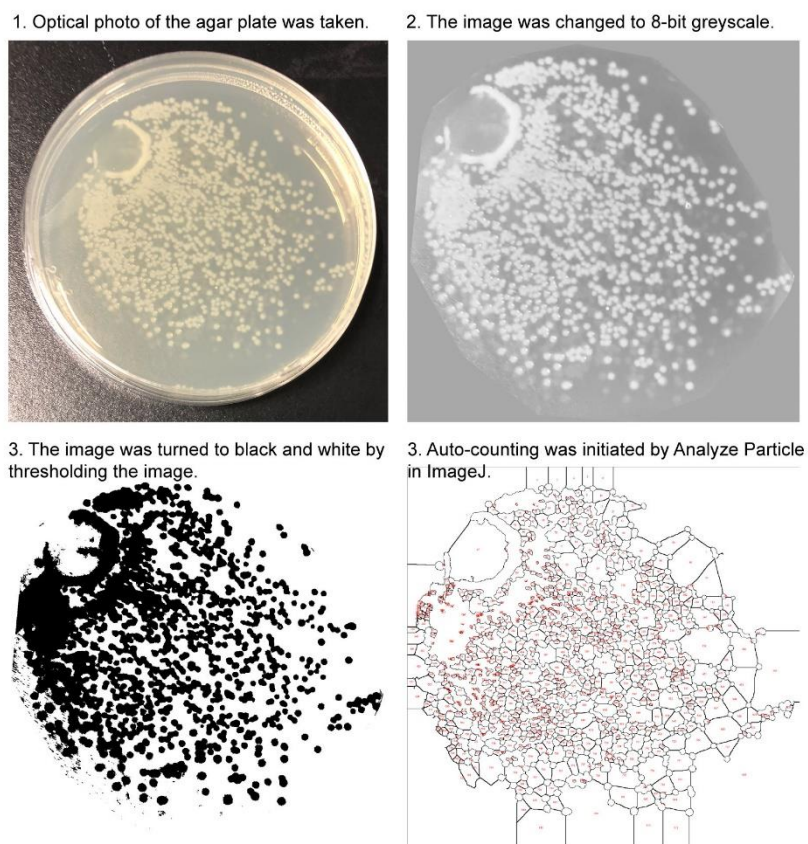 1. Optical photo of the agar plate was taken.
2. The image was changed to 8-bit greyscale.
3. The image was turned to black and white by
thresholding the image.
3. Auto-counting was initiated by Analyze Particle
in ImageJ.